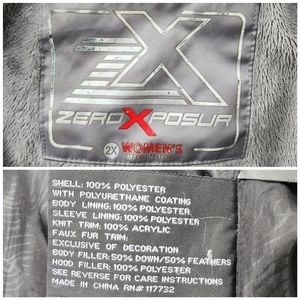 ZX
ZEROXPOSUR
2X WOMEN'S
SHELL: 100% POLYESTER
WITH POLYURETHANE COATING
BODY LINING: 100% POLYESTER
SLEEVE LINING: 100% POLYESTER
KNIT TRIM: 100% ACRYLIC
FAUX FUR TRIM:
EXCLUSIVE OF DECORATION
BODY FILLER: 50% DOWN/50% FEATHERS
HOOD FILLER: 100% POLYESTER
SEE REVERSE FOR CARE INSTRUCTIONS
MADE IN CHINA RN# 117732